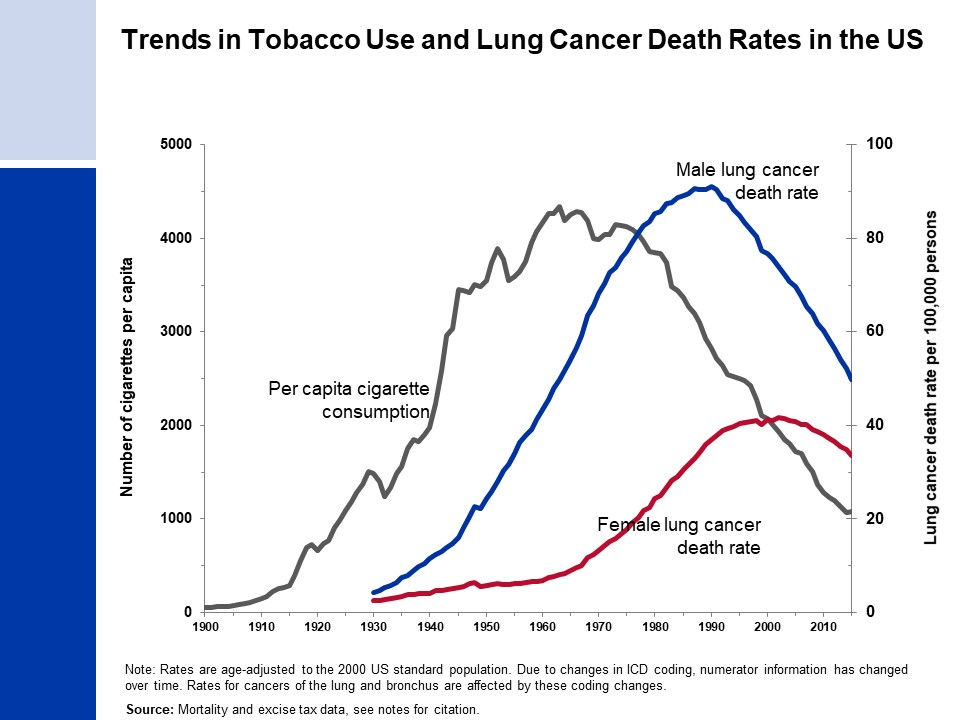 Trends in Tobacco Use and Lung Cancer Death Rates in the US
5000
4000
3000
2000
1000
0
Number of cigarettes per capita
100
80
60
40
20
0
Lung cancer death rate per 100,000 persons
Male lung cancer
death rate
Per capita cigarette
consumption
Female lung cancer
death rate
1900 1910 1920 1930 1940 1950 1960 1970 1980 1990 2000 2010
Note: Rates are age-adjusted to the 2000 US standard population. Due to changes in ICD coding, numerator information has changed
over time. Rates for cancers of the lung and bronchus are affected by these coding changes.
Source: Mortality and excise tax data, see notes for citation.